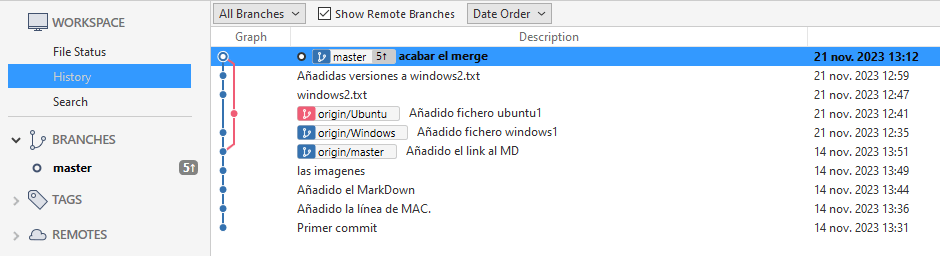 WORKSPACE
File Status
History
Search
BRANCHES
master 5↑
TAGS
REMOTES
All Branches Show Remote Branches Date Order
Graph Description
master 5↑ acabar el merge 21 nov. 2023 13:12
Añadidas versiones a windows2.txt 21 nov. 2023 12:59
windows2.txt 21 nov. 2023 12:47
origin/Ubuntu Añadido fichero ubuntu1 21 nov. 2023 12:41
origin/Windows Añadido fichero windows1 21 nov. 2023 12:35
origin/master Añadido el link al MD 14 nov. 2023 13:51
las imagenes 14 nov. 2023 13:49
Añadido el MarkDown 14 nov. 2023 13:44
Añadido la línea de MAC. 14 nov. 2023 13:36
Primer commit 14 nov. 2023 13:31